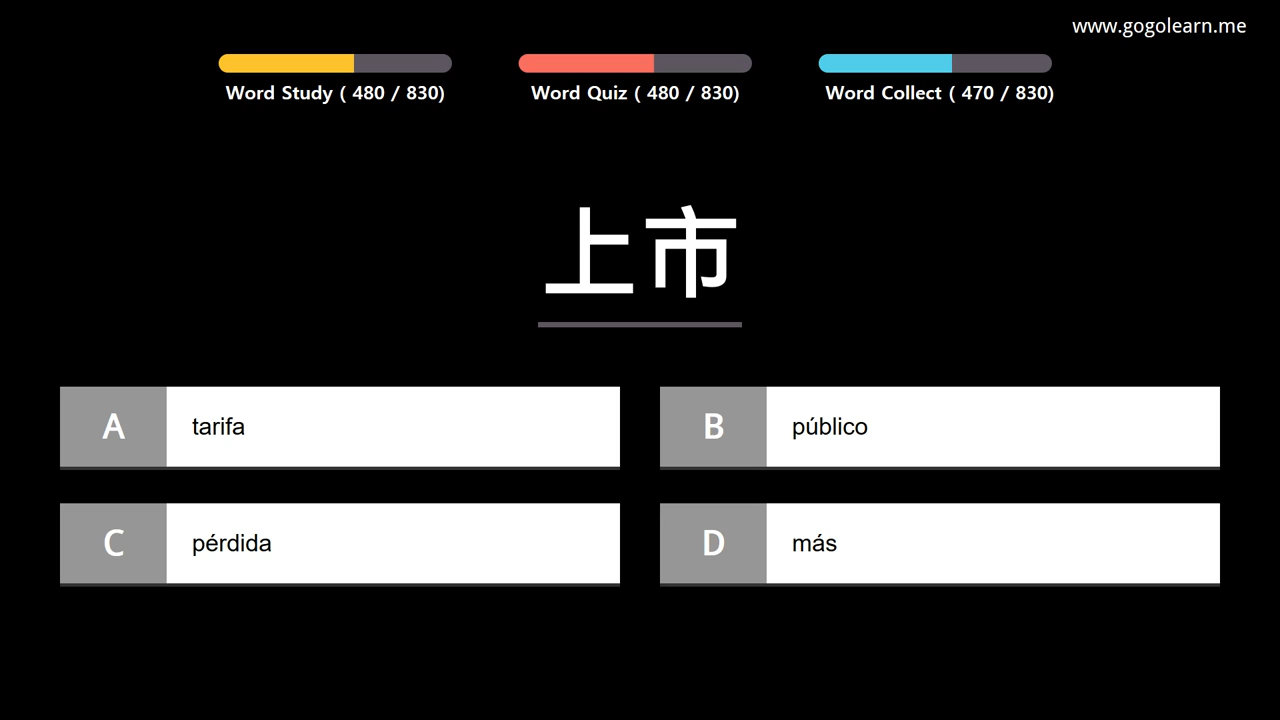 www.gogolearn.me
Word Study ( 480 / 830)
Word Quiz ( 480 / 830)
Word Collect ( 470 / 830)
上市
A tarifa
B público
C pérdida
D más